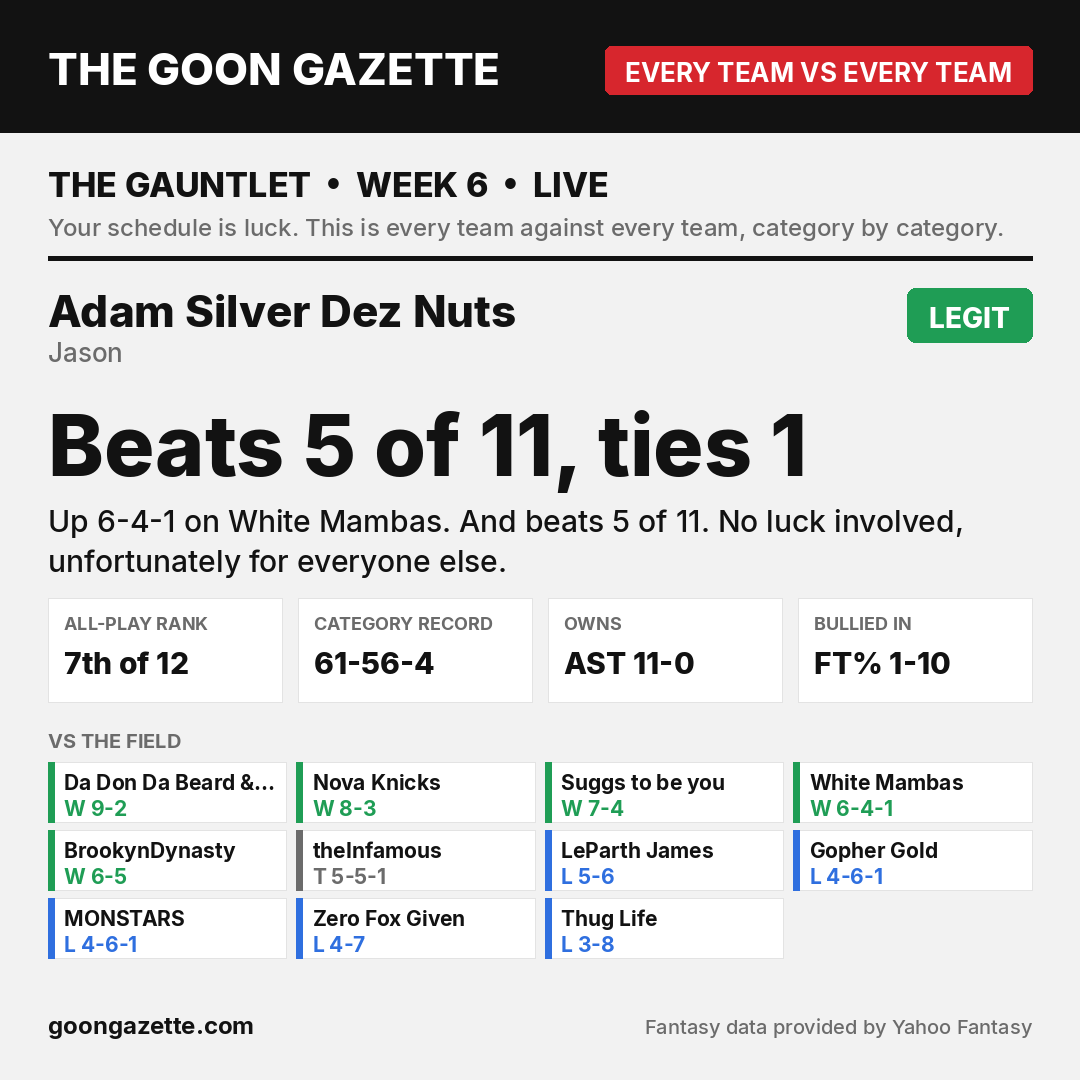 THE GOON GAZETTE
EVERY TEAM VS EVERY TEAM
THE GAUNTLET • WEEK 6 • LIVE
Your schedule is luck. This is every team against every team, category by category.
Adam Silver Dez Nuts
LEGIT
Jason
Beats 5 of 11, ties 1
Up 6-4-1 on White Mambas. And beats 5 of 11. No luck involved,
unfortunately for everyone else.
ALL-PLAY RANK
7th of 12
CATEGORY RECORD
61-56-4
OWNS
AST 11-0
BULLIED IN
FT% 1-10
VS THE FIELD
Da Don Da Beard &...
W 9-2
Nova Knicks
W 8-3
Suggs to be you
W 7-4
White Mambas
W 6-4-1
BrookynDynasty
W 6-5
theInfamous
T 5-5-1
LeParth James
L 5-6
Gopher Gold
L 4-6-1
MONSTARS
L 4-6-1
Zero Fox Given
L 4-7
Thug Life
L 3-8
goongazette.com
Fantasy data provided by Yahoo Fantasy